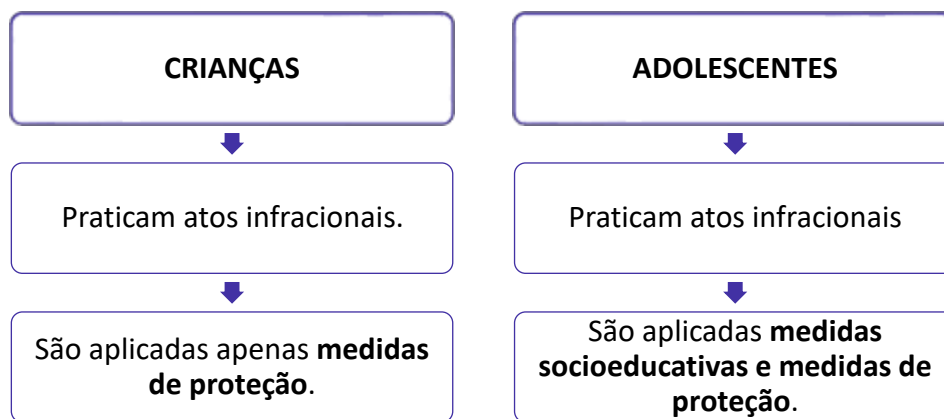 CRIANÇAS
Praticam atos infracionais.
São aplicadas apenas medidas
de proteção.
ADOLESCENTES
Praticam atos infracionais
São aplicadas medidas
socioeducativas e medidas de
proteção.